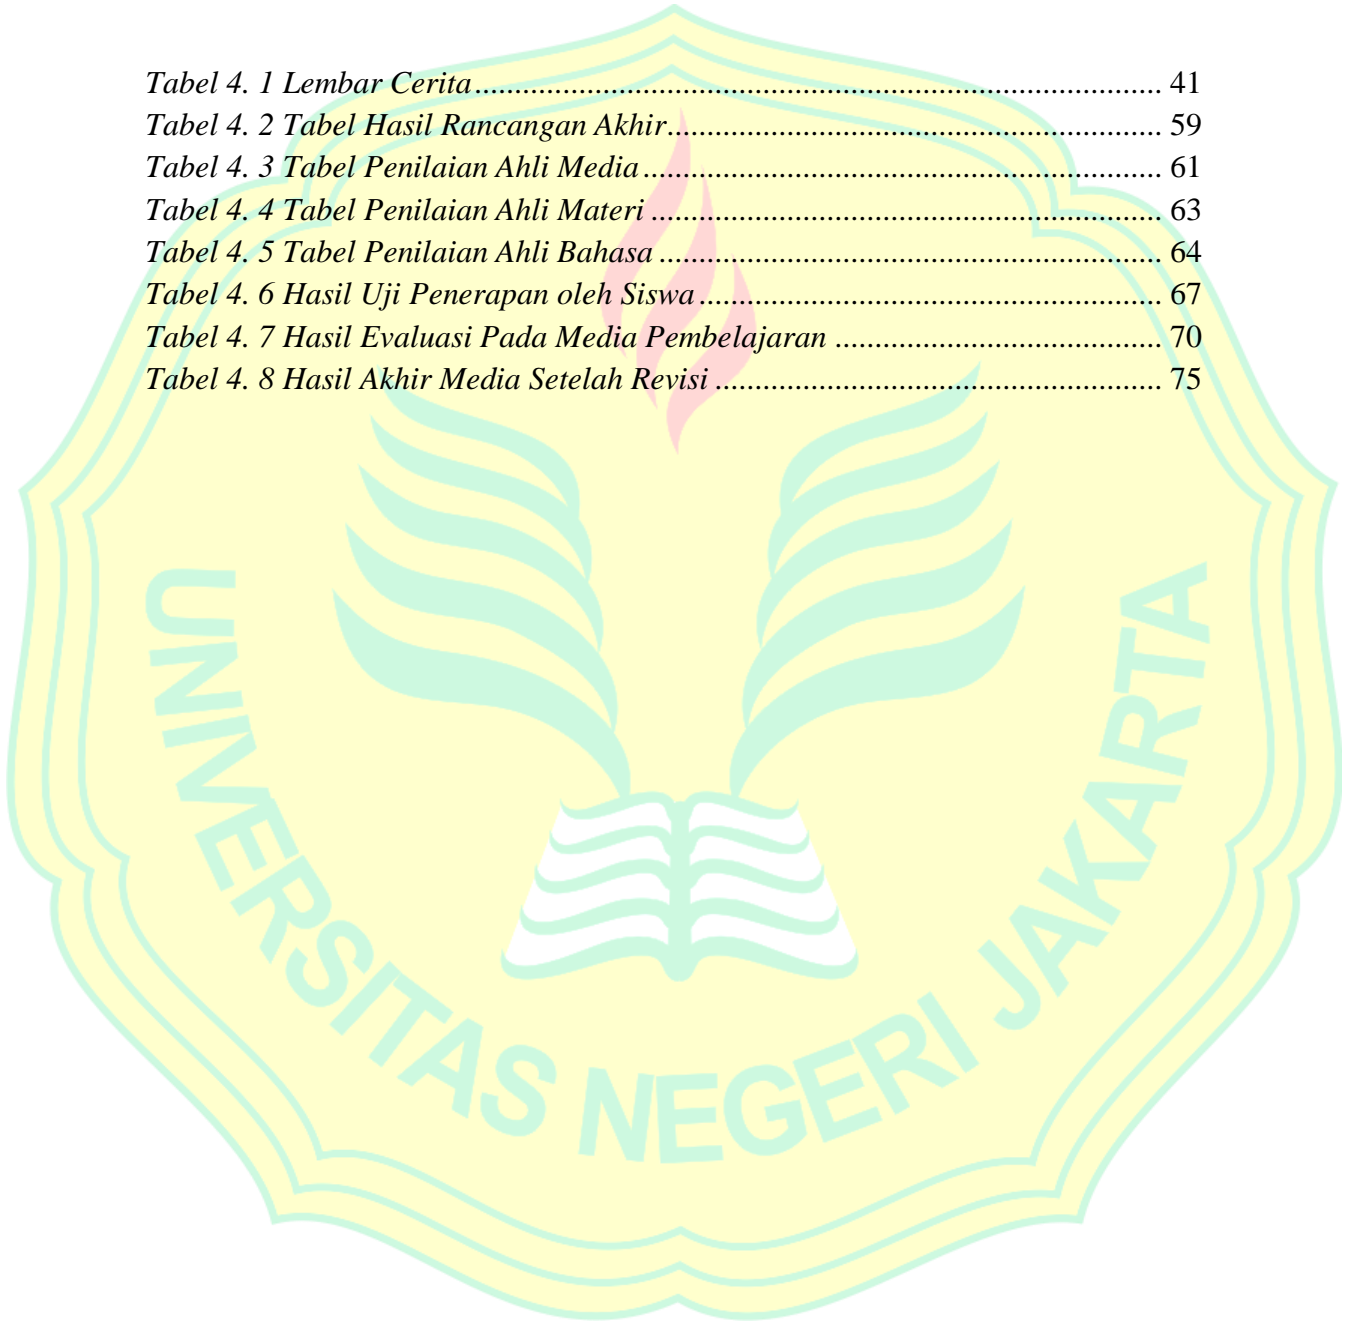 Tabel 4. 1 Lembar Cerita........................................................................................ 41
Tabel 4. 2 Tabel Hasil Rancangan Akhir............................................................... 59
Tabel 4. 3 Tabel Penilaian Ahli Media .................................................................. 61
Tabel 4. 4 Tabel Penilaian Ahli Materi ................................................................. 63
Tabel 4. 5 Tabel Penilaian Ahli Bahasa ................................................................ 64
Tabel 4. 6 Hasil Uji Penerapan oleh Siswa ........................................................... 67
Tabel 4. 7 Hasil Evaluasi Pada Media Pembelajaran .......................................... 70
Tabel 4. 8 Hasil Akhir Media Setelah Revisi ......................................................... 75
UNIVERSITAS NEGERI JAKARTA